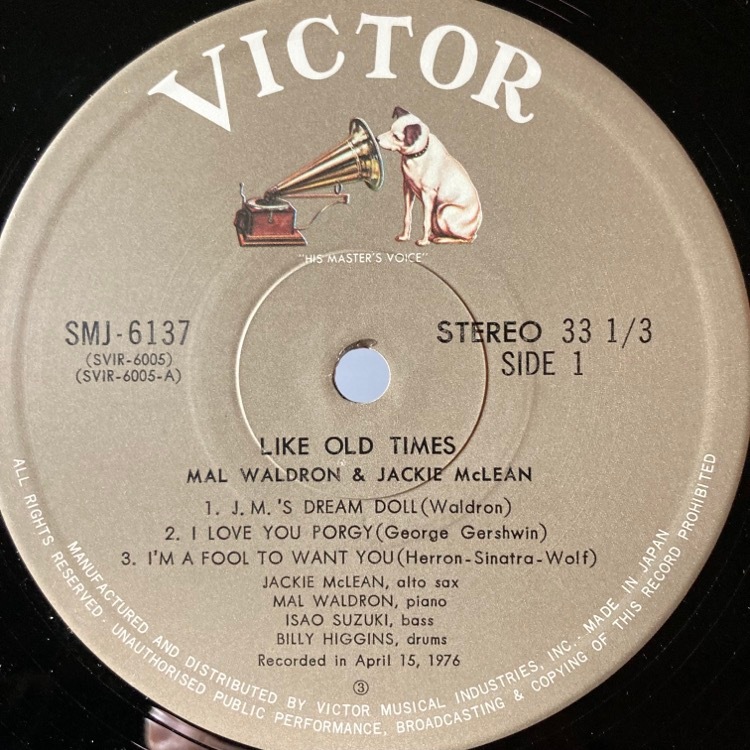 VICTOR
"HIS MASTER'S VOICE"
SMJ-6137
(SVIR-6005)
(SVIR-6005-A)
STEREO 33 1/3
SIDE 1
LIKE OLD TIMES
MAL WALDRON & JACKIE McLEAN
1. J.M.'S DREAM DOLL(Waldron)
2. I LOVE YOU PORGY(George Gershwin)
3. I'M A FOOL TO WANT YOU(Herron-Sinatra-Wolf)
JACKIE McLEAN, alto sax
MAL WALDRON, piano
ISAO SUZUKI, bass
BILLY HIGGINS, drums
Recorded in April 15, 1976
③
MANUFACTURED AND DISTRIBUTED BY VICTOR MUSICAL INDUSTRIES, INC. · MADE IN JAPAN
ALL RIGHTS RESERVED · UNAUTHORISED PUBLIC PERFORMANCE, BROADCASTING & COPYING OF THIS RECORD PROHIBITED